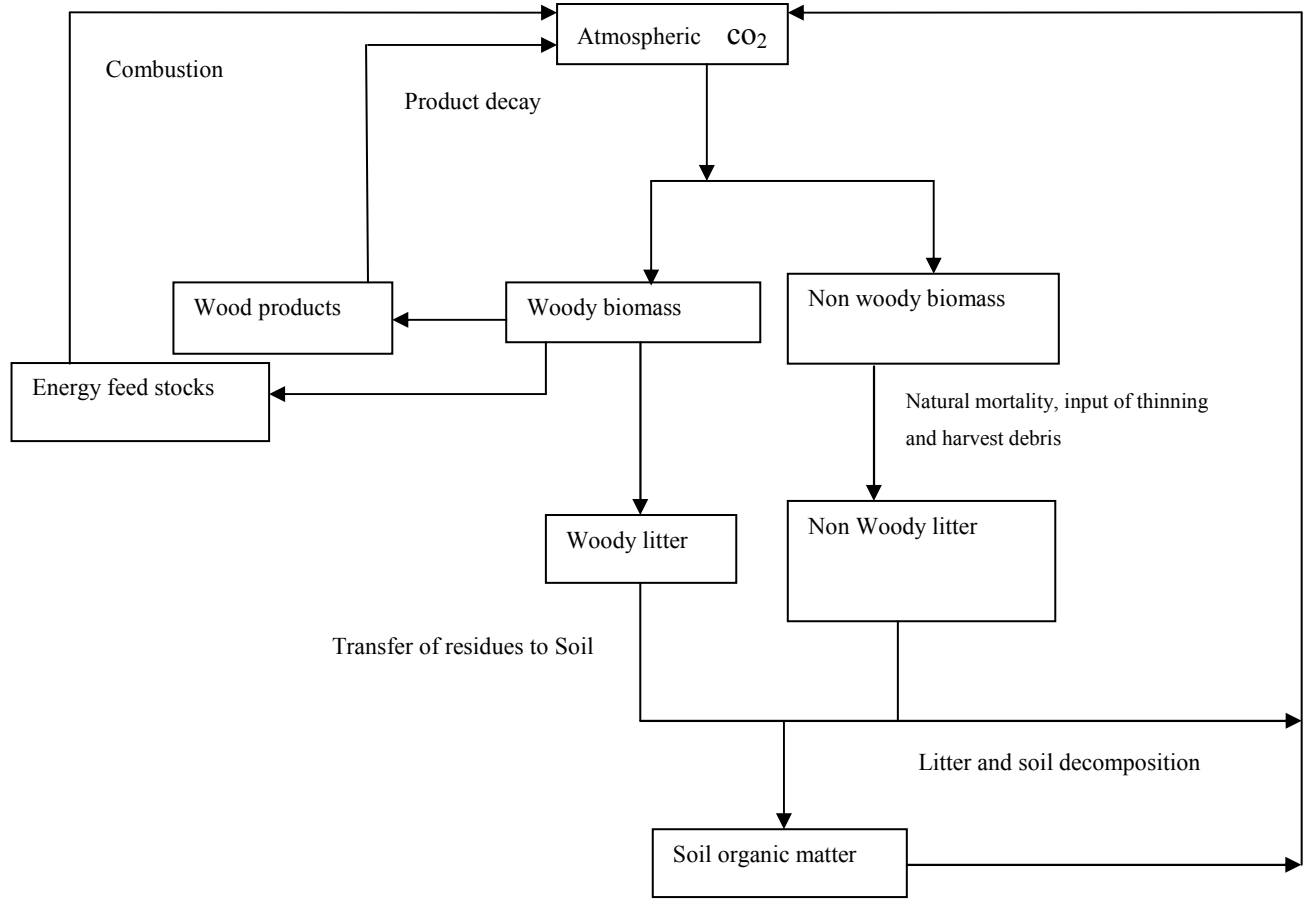 Atmospheric co₂
Combustion
Product decay
Wood products
Woody biomass
Non woody biomass
Energy feed stocks
Natural mortality, input of thinning
and harvest debris
Woody litter
Non Woody litter
Transfer of residues to Soil
Litter and soil decomposition
Soil organic matter